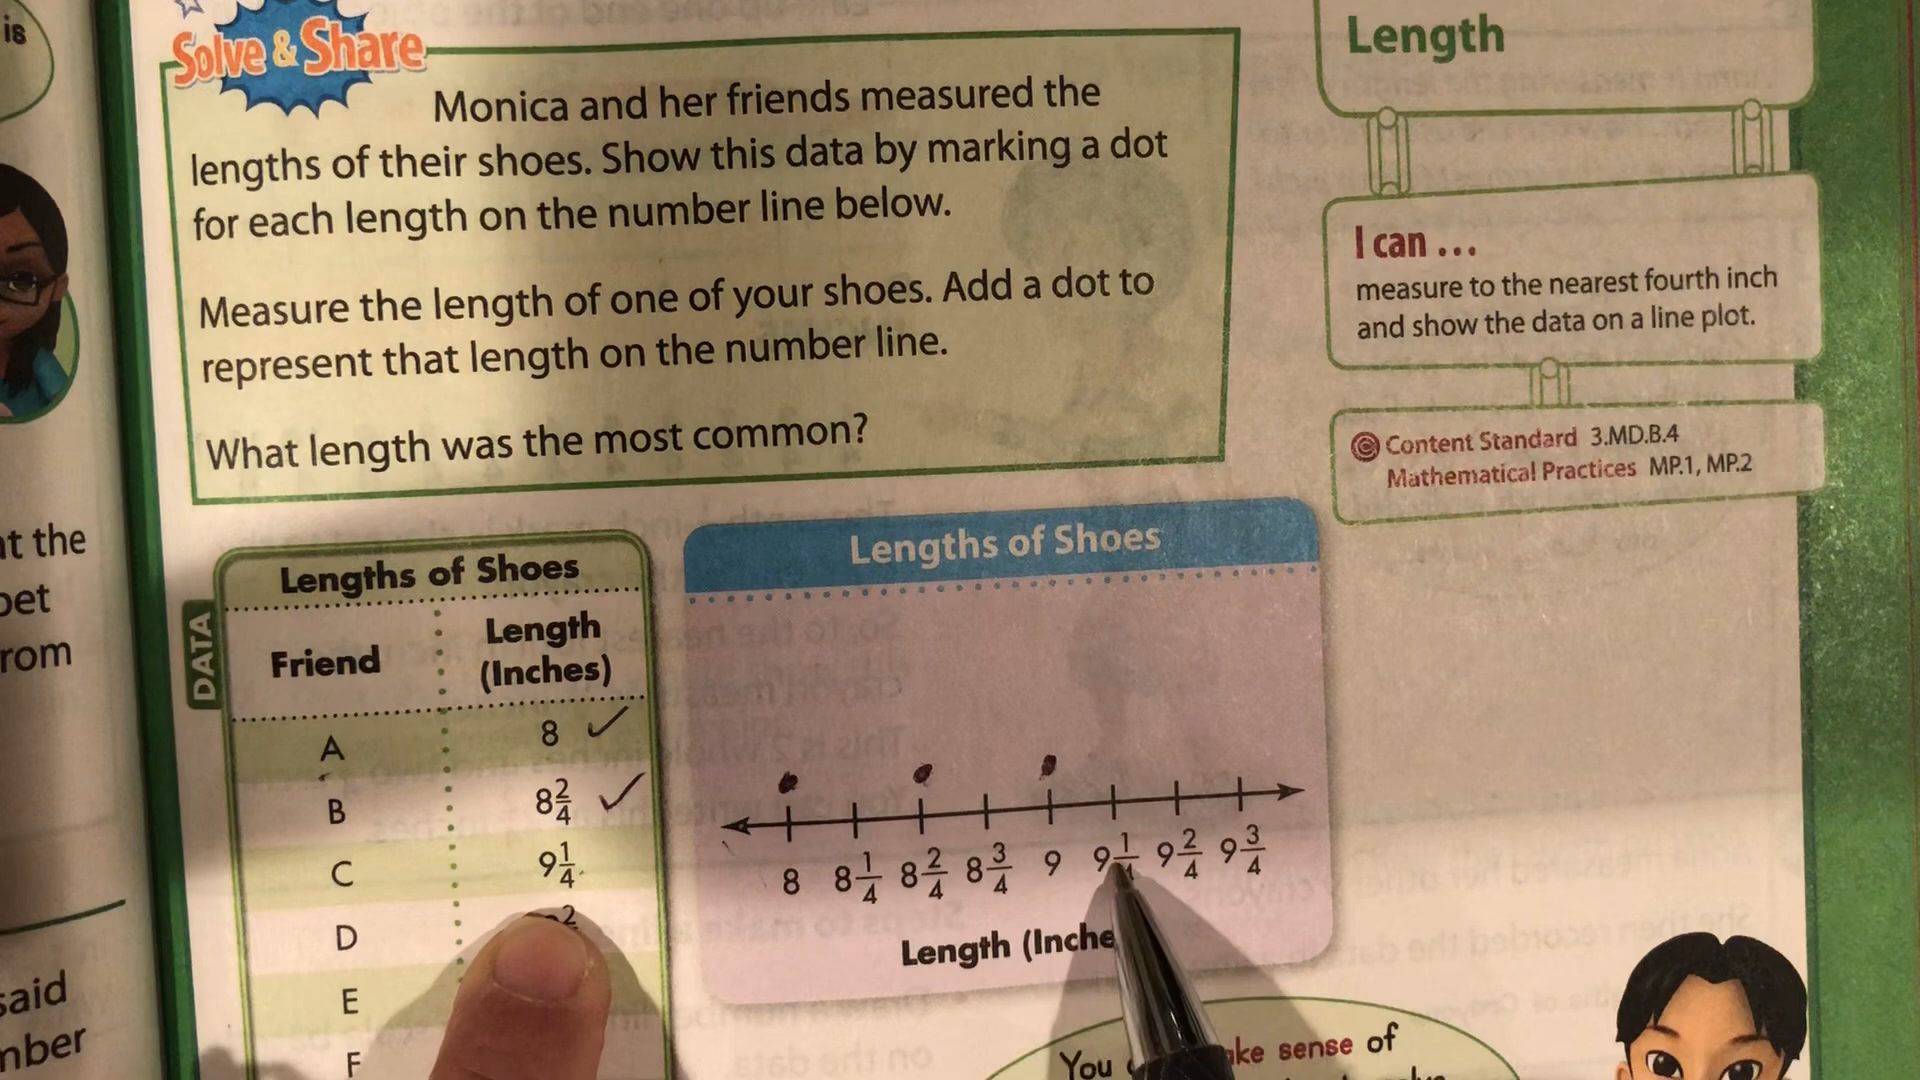 is
Solve & Share
Monica and her friends measured the
lengths of their shoes. Show this data by marking a dot
for each length on the number line below.
Measure the length of one of your shoes. Add a dot to
represent that length on the number line.
What length was the most common?
Length
I can ...
measure to the nearest fourth inch
and show the data on a line plot.
Content Standard 3.MD.B.4
Mathematical Practices MP.1, MP.2
at the
rom
said
DATA
Lengths of Shoes
Friend Length (Inches)
A 8 ✓
B 8 2/4 ✓
C 9 1/4
D
E
F
Lengths of Shoes
8 8 1/4 8 2/4 8 3/4 9 9 1/4 9 2/4 9 3/4
Length (Inche
You
sense of